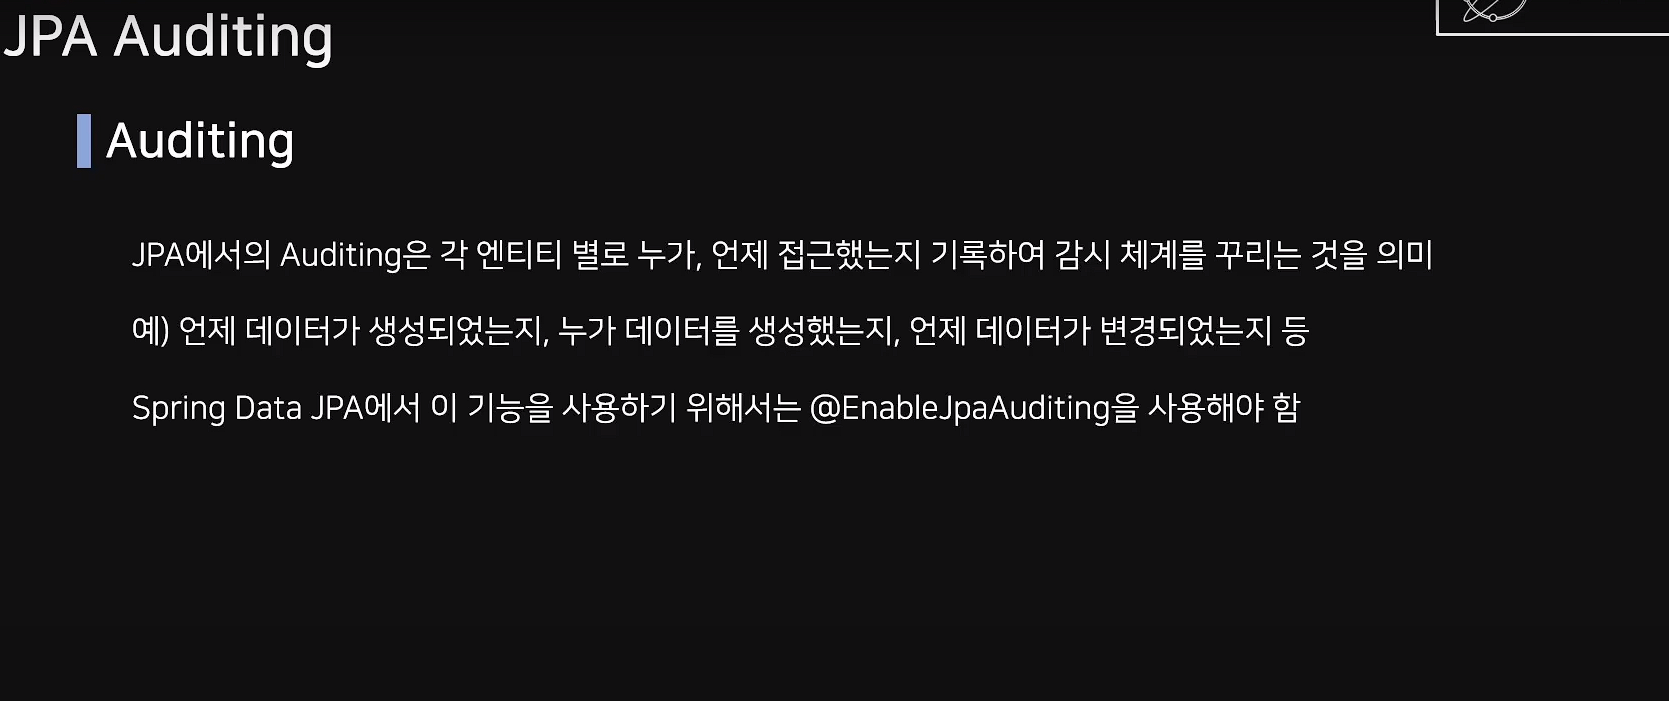 JPA Auditing
Auditing
JPA에서의 Auditing은 각 엔티티 별로 누가, 언제 접근했는지 기록하여 감시 체계를 꾸리는 것을 의미
예) 언제 데이터가 생성되었는지, 누가 데이터를 생성했는지, 언제 데이터가 변경되었는지 등
Spring Data JPA에서 이 기능을 사용하기 위해서는 @EnableJpaAuditing을 사용해야 함